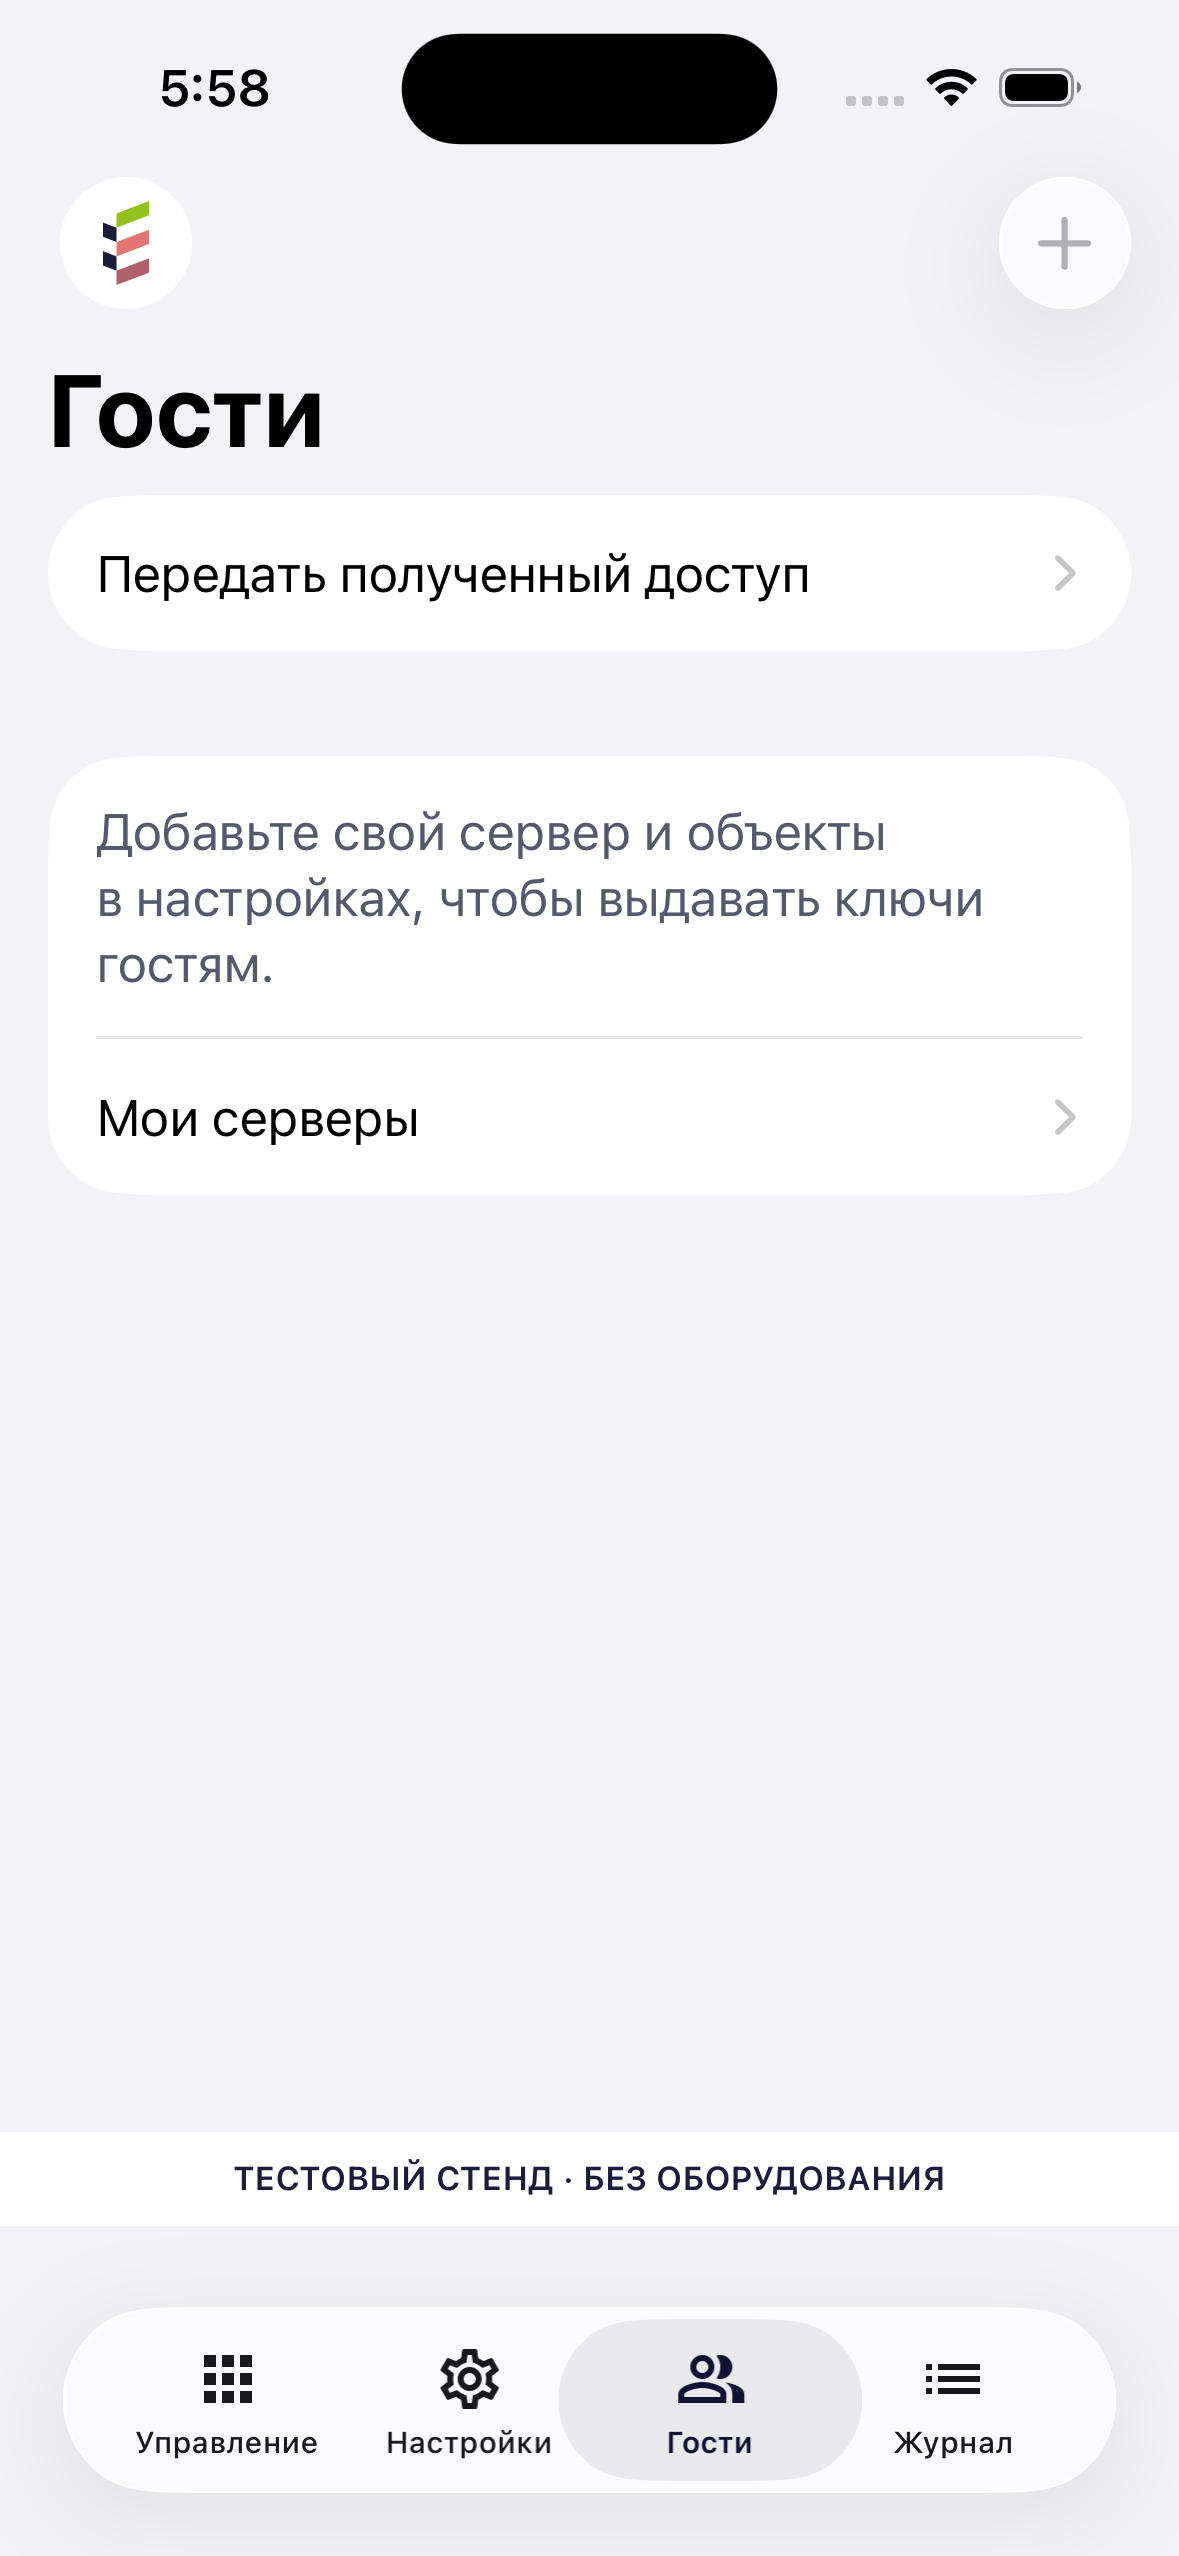 5:58
Гости
Передать полученный доступ
Добавьте свой сервер и объекты
в настройках, чтобы выдавать ключи
гостям.
Мои серверы
ТЕСТОВЫЙ СТЕНД · БЕЗ ОБОРУДОВАНИЯ
Управление
Настройки
Гости
Журнал